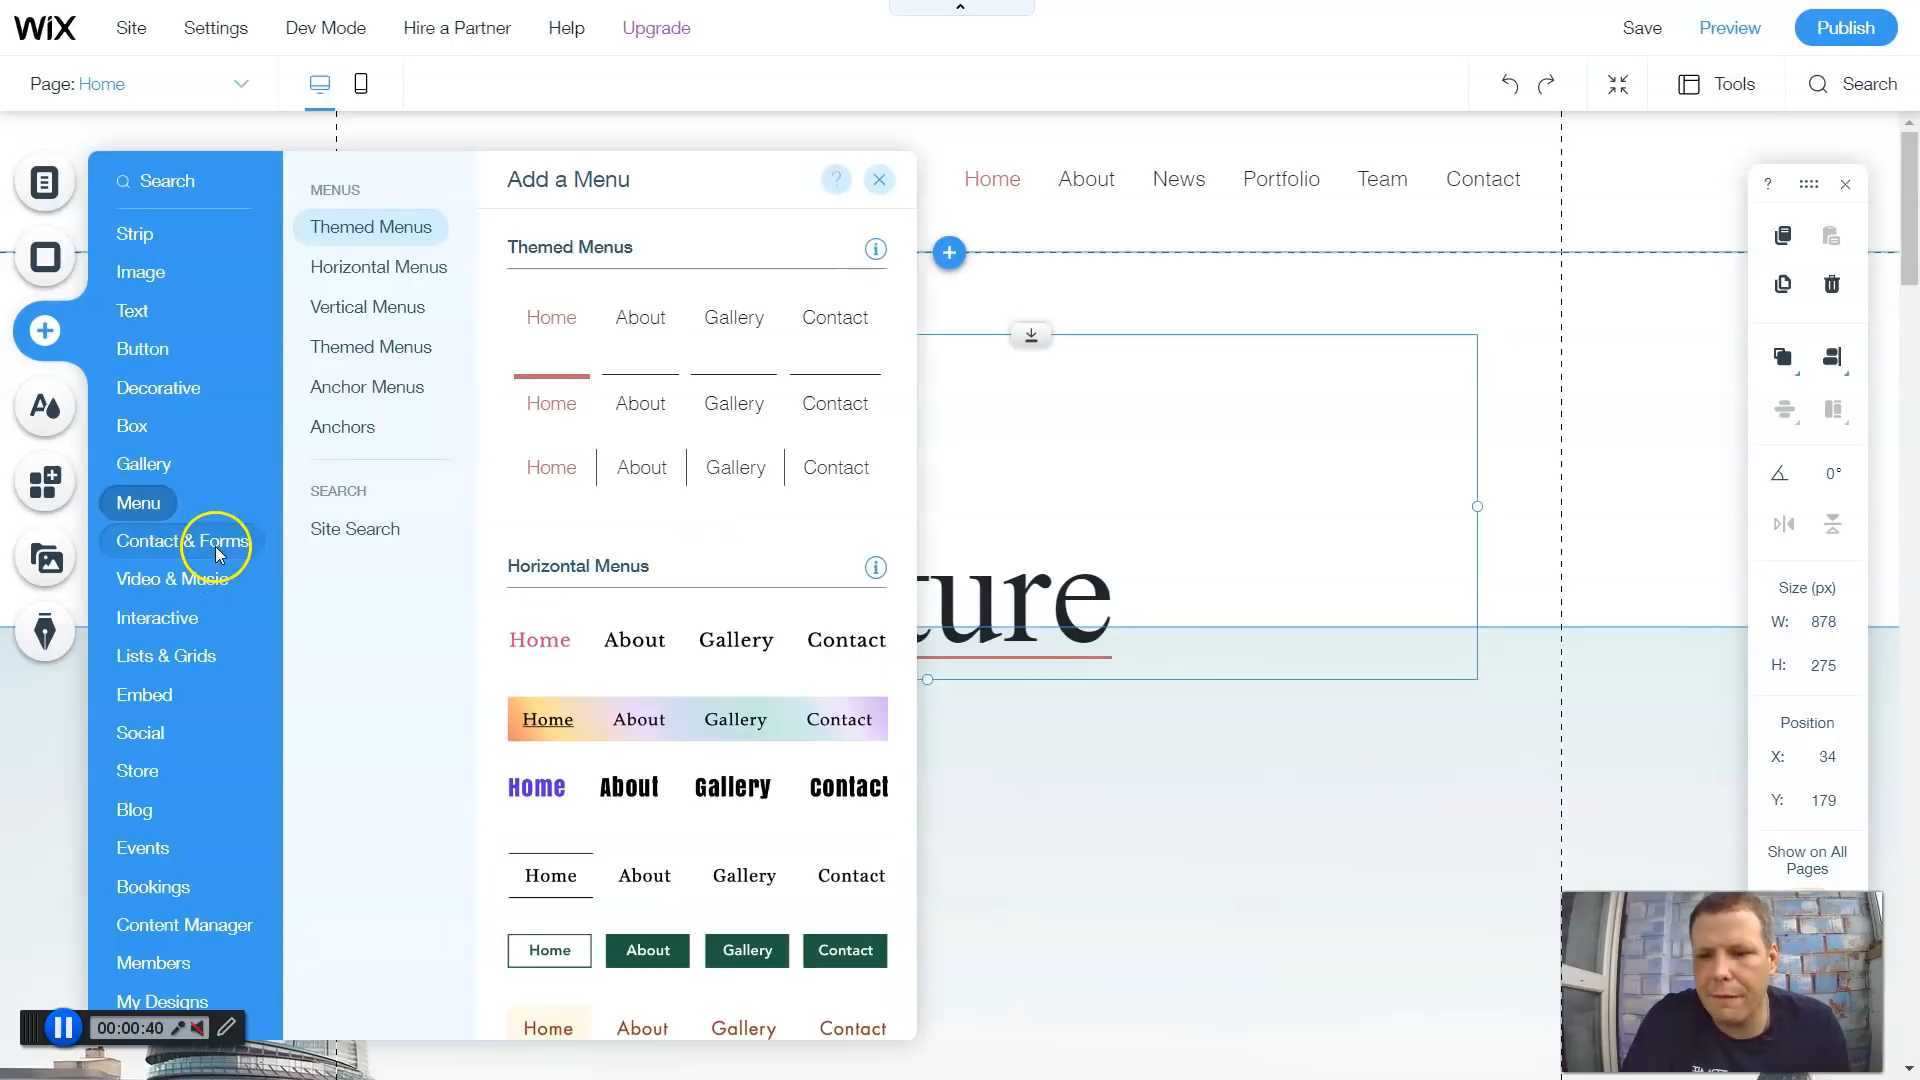 WiX
Site
Settings
Dev Mode
Hire a Partner
Help
Upgrade
Save
Preview
Publish
Page: Home
Tools
Search
Home
About
News
Portfolio
Team
Contact
Search
Strip
Image
Text
Button
Decorative
Box
Gallery
Menu
Contact & Forms
Video & Music
Interactive
Lists & Grids
Embed
Social
Store
Blog
Events
Bookings
Content Manager
Members
My Designs
00:00:40
MENUS
Themed Menus
Horizontal Menus
Vertical Menus
Themed Menus
Anchor Menus
Anchors
SEARCH
Site Search
Add a Menu
?
Themed Menus
Home About Gallery Contact
Home About Gallery Contact
Home About Gallery Contact
Horizontal Menus
Home About Gallery Contact
Home About Gallery Contact
Home About Gallery Contact
Home About Gallery Contact
Home About Gallery Contact
Home About Gallery Contact
ture
?
0°
Size (px)
W: 878
H: 275
Position
X: 34
Y: 179
Show on All
Pages